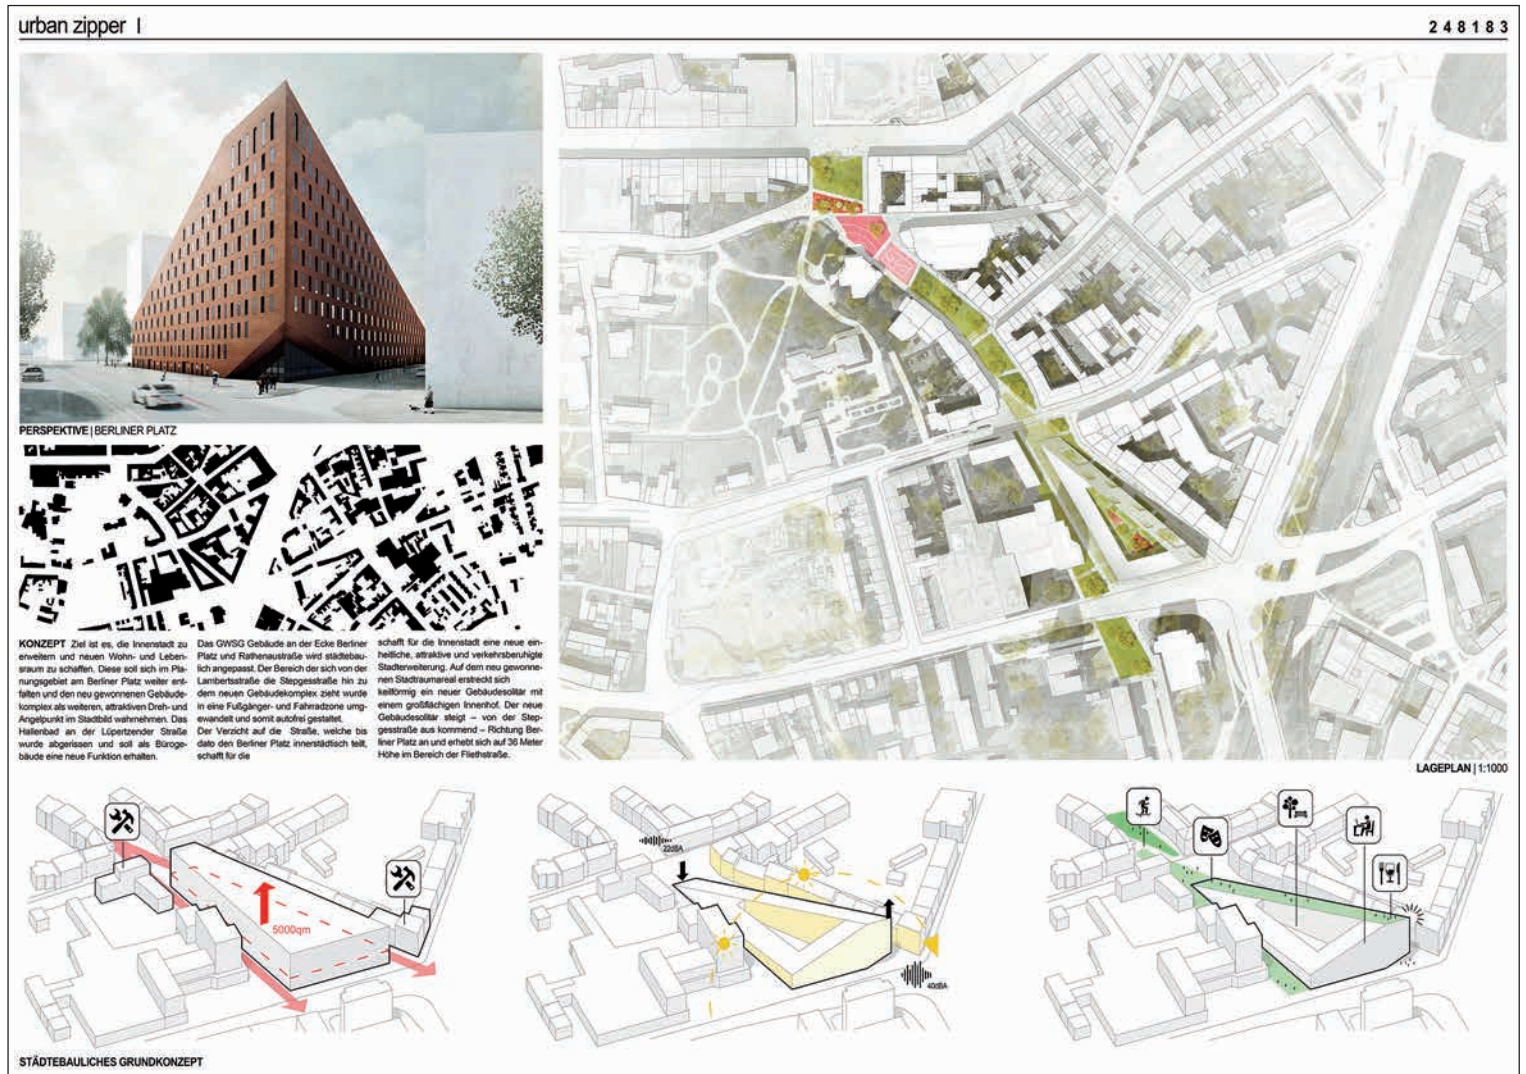 urban zipper I
248183
PERSPEKTIVE | BERLINER PLATZ
KONZEPT Ziel ist es, die Innenstadt zu
erweitern und neuen Wohn- und Leben-
sraum zu schaffen. Diese soll sich im Pla-
nungsgebiet am Berliner Platz weiter ent-
falten und den neu gewonnenen Gebäude-
komplex als weiteren, attraktiven Dreh- und
Angelpunkt im Stadtbild wahrnehmen. Das
Hallenbad an der Lüpertzender Straße
wurde abgerissen und soll als Büroge-
bäude eine neue Funktion erhalten.
Das GWSG Gebäude an der Ecke Berliner
Platz und Rathenaustraße wird städtebau-
lich angepasst. Der Bereich der sich von der
Lambertsstraße die Stepgesstraße hin zu
dem neuen Gebäudekomplex zieht wurde
in eine Fußgänger- und Fahrradzone umg-
ewandelt und somit autofrei gestaltet.
Der Verzicht auf die Straße, welche bis
dato den Berliner Platz innerstädtisch teilt,
schafft für die
schafft für die Innenstadt eine neue ein-
heitliche, attraktive und verkehrsberuhigte
Stadterweiterung. Auf dem neu gewonne-
nen Stadtraumareal erstreckt sich
keilförmig ein neuer Gebäudesolitär mit
einem großflächigen Innenhof. Der neue
Gebäudesolitär steigt – von der Step-
gesstraße aus kommend – Richtung Ber-
liner Platz an und erhebt sich auf 36 Meter
Höhe im Bereich der Fliethstraße.
LAGEPLAN | 1:1000
5000qm
22dBA
40dBA
STÄDTEBAULICHES GRUNDKONZEPT